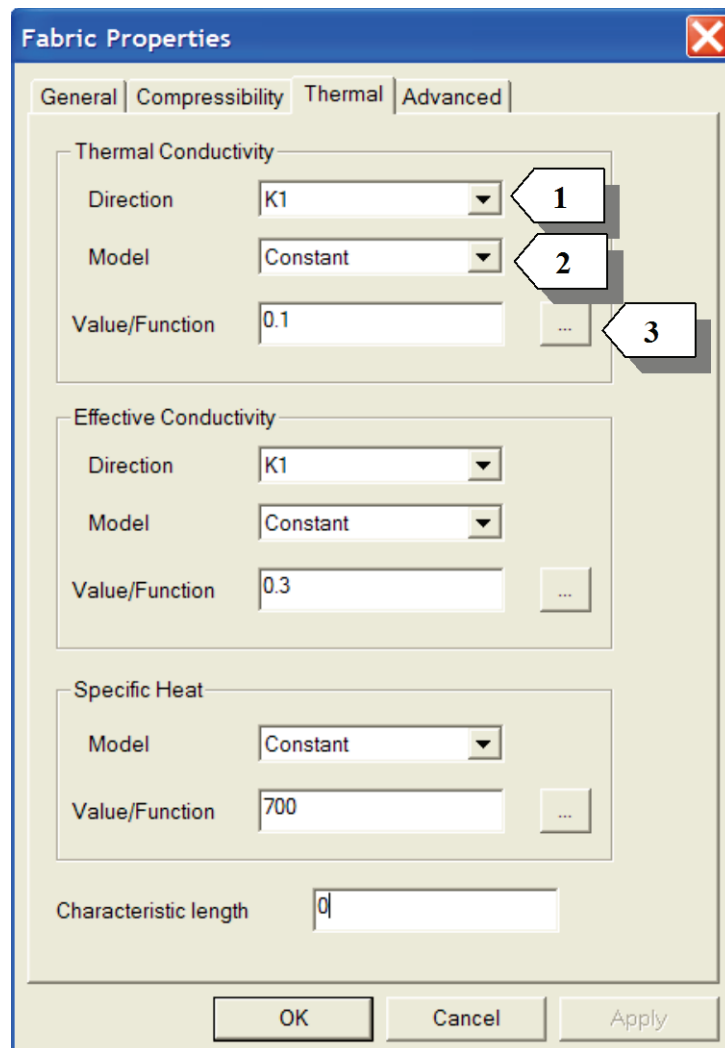 Fabric Properties
General Compressibility Thermal Advanced
Thermal Conductivity
Direction K1 1
Model Constant 2
Value/Function 0.1 ... 3
Effective Conductivity
Direction K1
Model Constant
Value/Function 0.3 ...
Specific Heat
Model Constant
Value/Function 700 ...
Characteristic length 0
OK Cancel Apply